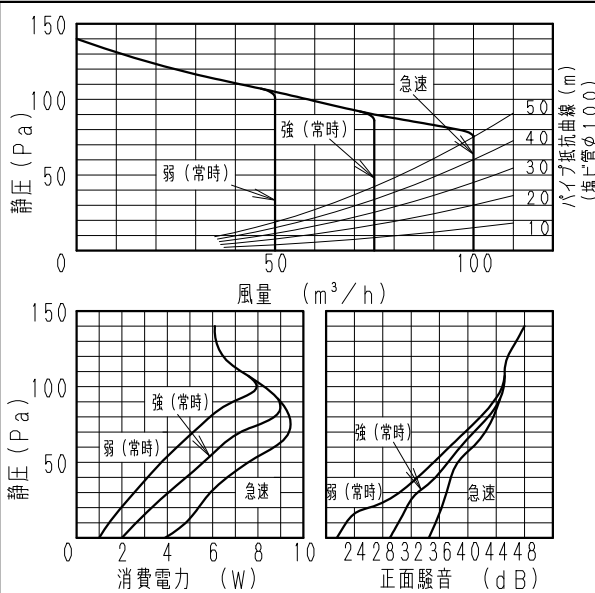 150
100
50
0
静圧(Pa)
急速
強(常時)
弱(常時)
50
40
30
20
10
パイプ抵抗曲線(m)
(塩ビ管φ100)
50
100
風量 (m³/h)
150
100
50
静圧(Pa)
強(常時)
弱(常時)
急速
0 2 4 6 8 10
消費電力 (W)
強(常時)
弱(常時)
急速
24 28 32 36 40 44 48
正面騒音 (dB)